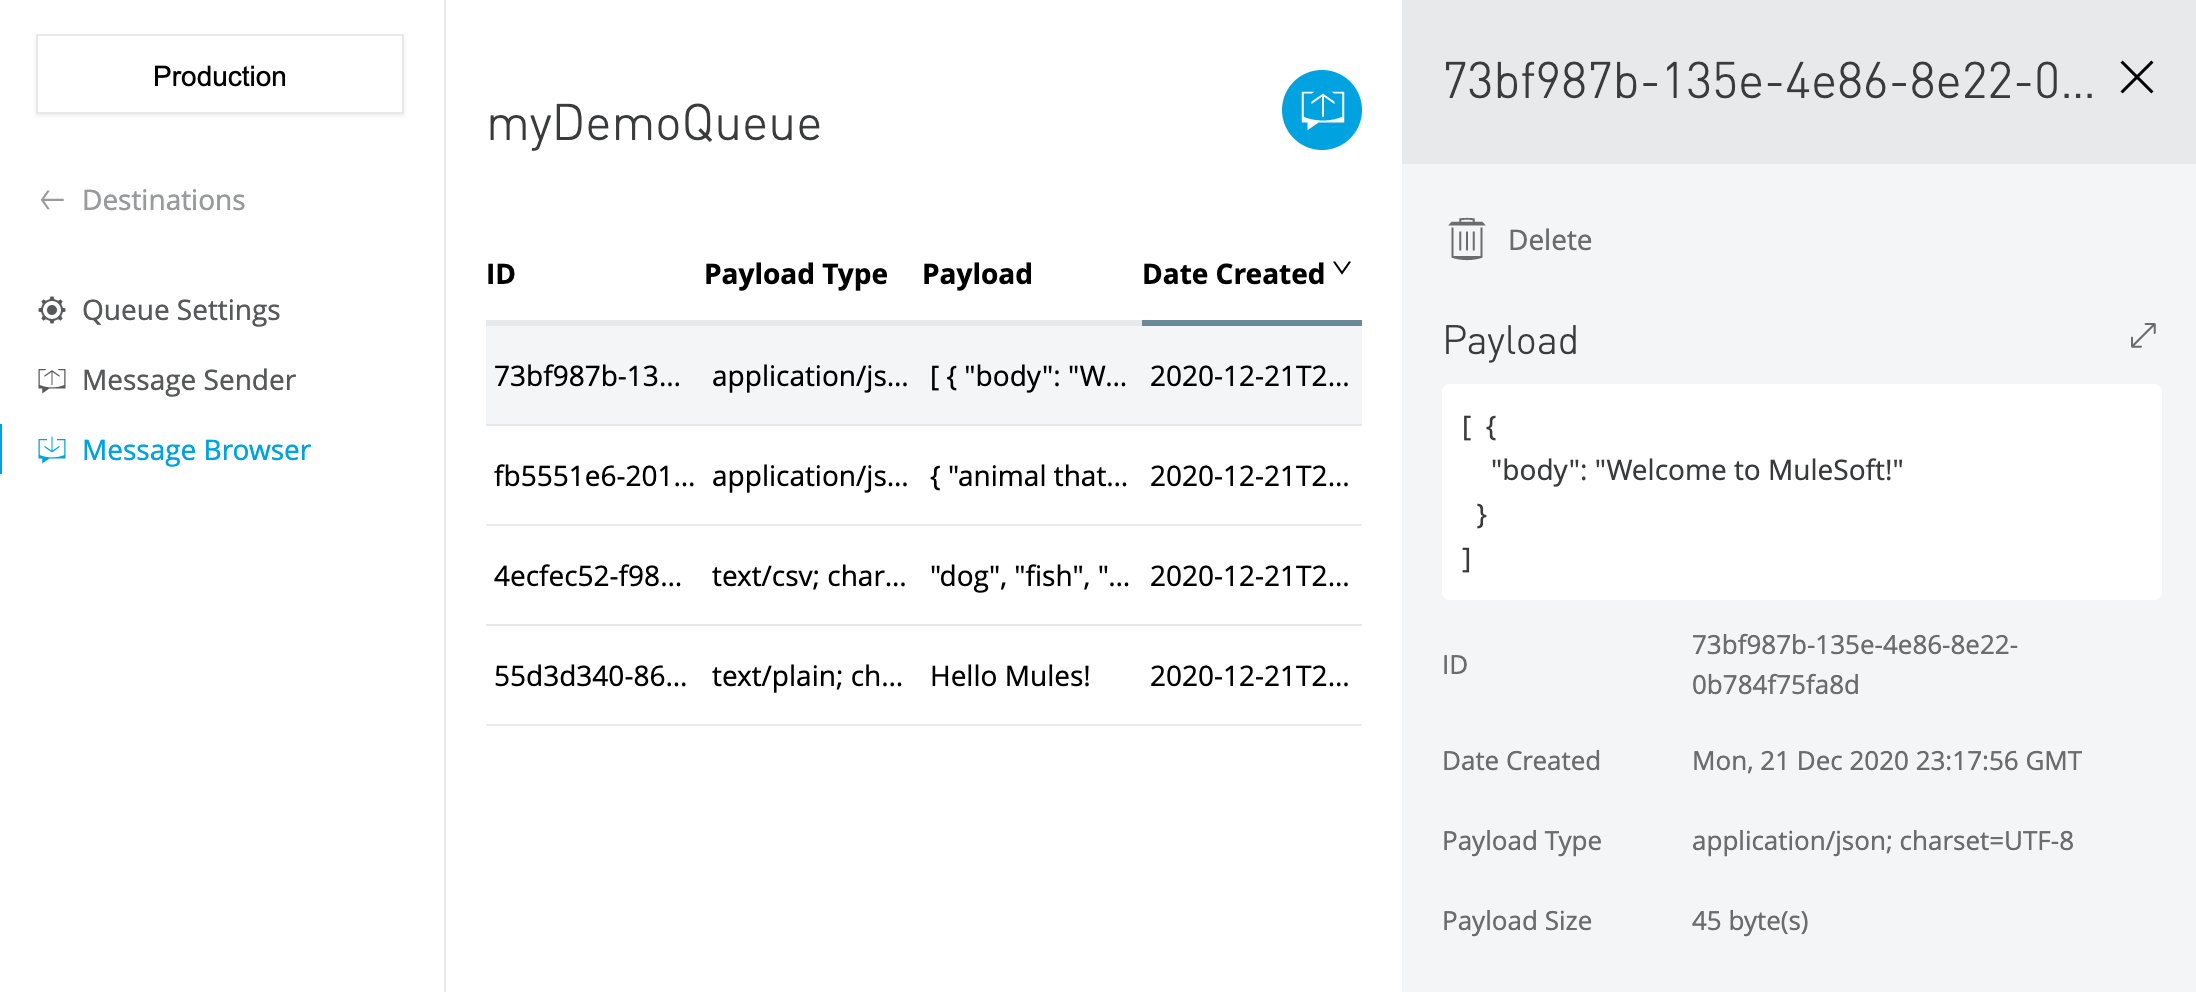 Production
Destinations
Queue Settings
Message Sender
Message Browser
myDemoQueue
ID Payload Type Payload Date Created
73bf987b-13... application/js... [ { "body": "W... 2020-12-21T2...
fb5551e6-201... application/js... { "animal that... 2020-12-21T2...
4ecfec52-f98... text/csv; char... "dog", "fish", "... 2020-12-21T2...
55d3d340-86... text/plain; ch... Hello Mules! 2020-12-21T2...
73bf987b-135e-4e86-8e22-0...
Delete
Payload
[ {
"body": "Welcome to MuleSoft!"
}
]
ID 73bf987b-135e-4e86-8e22-
0b784f75fa8d
Date Created Mon, 21 Dec 2020 23:17:56 GMT
Payload Type application/json; charset=UTF-8
Payload Size 45 byte(s)